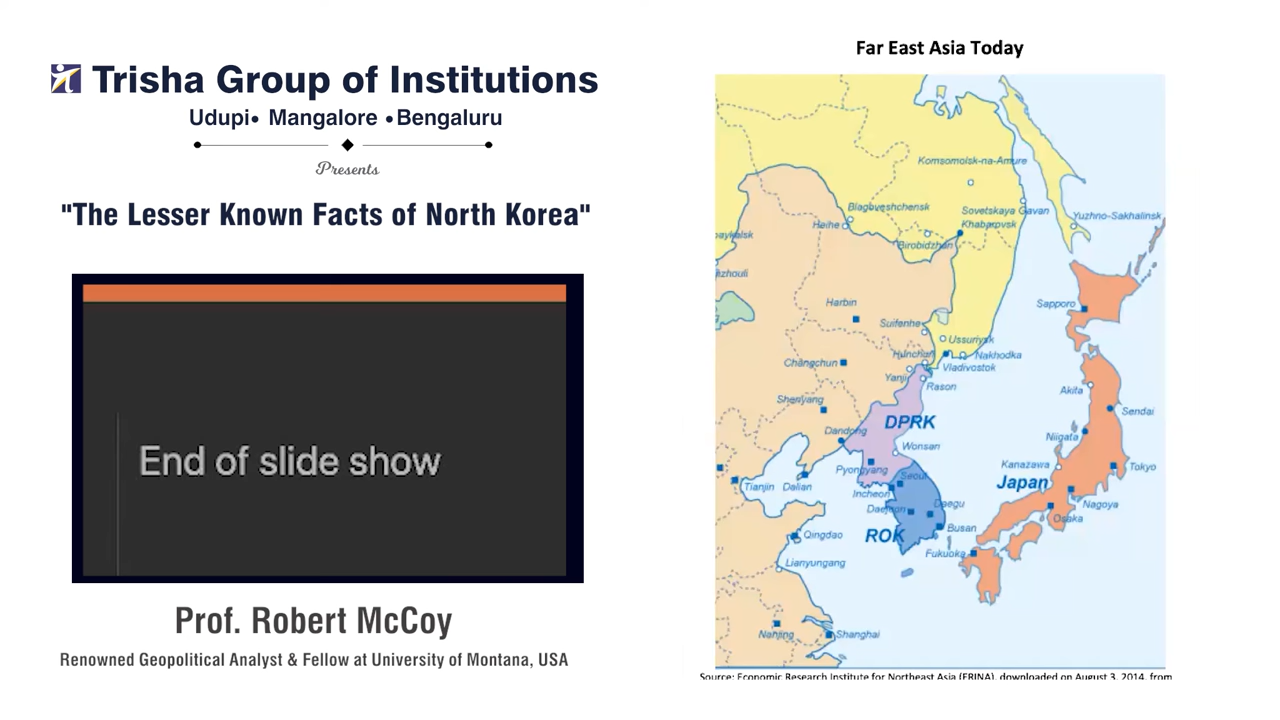 Trisha Group of Institutions
Udupi• Mangalore •Bengaluru
Presents
"The Lesser Known Facts of North Korea"
End of slide show
Prof. Robert McCoy
Renowned Geopolitical Analyst & Fellow at University of Montana, USA
Far East Asia Today
Komsomolsk-na-Amure
Blagoveshchensk
Sovetskaya Gavan
Yuzhno-Sakhalinsk
Heihe
Khabarovsk
Birobidzhan
Harbin
Sapporo
Suifenhe
Ussuriysk
Hunchun
Nakhodka
Changchun
Vladivostok
Yanji
Rason
Akita
Shenyang
Sendai
DPRK
Dandong
Niigata
Wonsan
Pyongyang
Kanazawa
Tokyo
Seoul
Japan
Tianjin
Dalian
Incheon
Nagoya
Daejeon
Daegu
Osaka
Busan
ROK
Qingdao
Fukuoka
Lianyungang
Nanjing
Shanghai
Source: Economic Research Institute for Northeast Asia (ERINA), downloaded on August 3, 2014, from